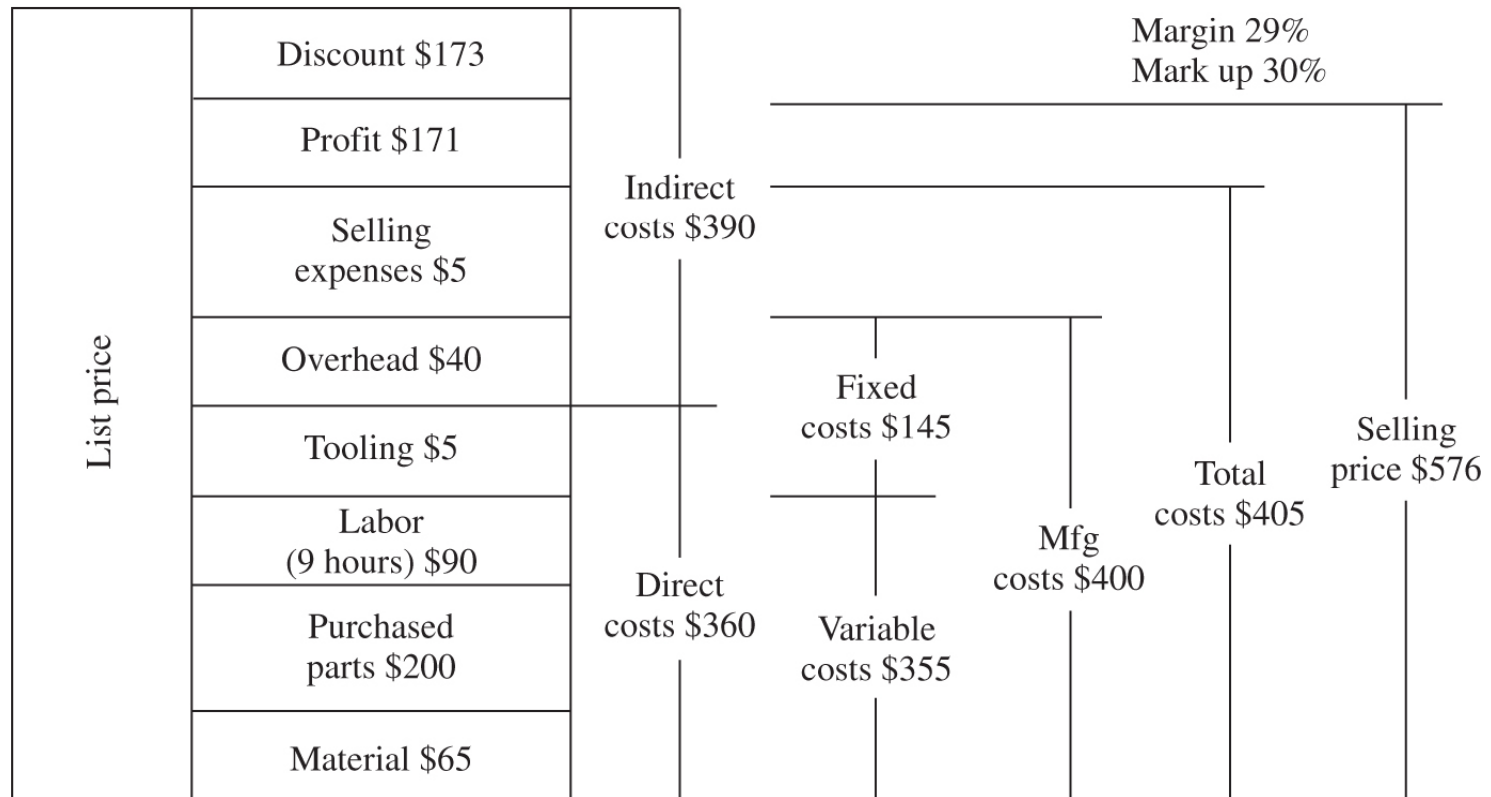 List price
Discount $173
Profit $171
Selling
expenses $5
Overhead $40
Tooling $5
Labor
(9 hours) $90
Purchased
parts $200
Material $65
Indirect
costs $390
Direct
costs $360
Fixed
costs $145
Variable
costs $355
Mfg
costs $400
Total
costs $405
Margin 29%
Mark up 30%
Selling
price $576